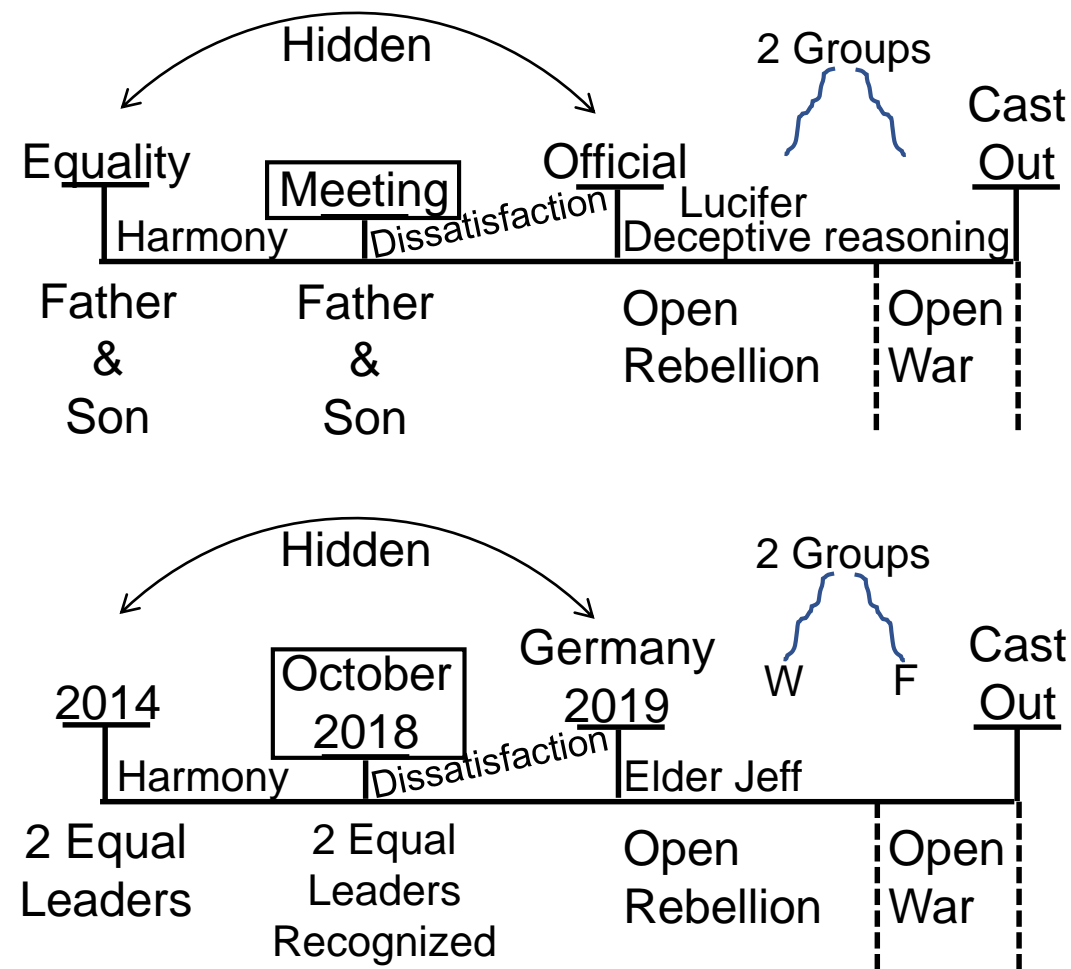 Hidden
2 Groups
Cast
Out
Equality
Meeting
Official
Harmony
Dissatisfaction
Lucifer
Deceptive reasoning
Father
&
Son
Father
&
Son
Open
Rebellion
Open
War
Hidden
2 Groups
W F
Cast
Out
2014
October
2018
Germany
2019
Harmony
Dissatisfaction
Elder Jeff
2 Equal
Leaders
2 Equal
Leaders
Recognized
Open
Rebellion
Open
War